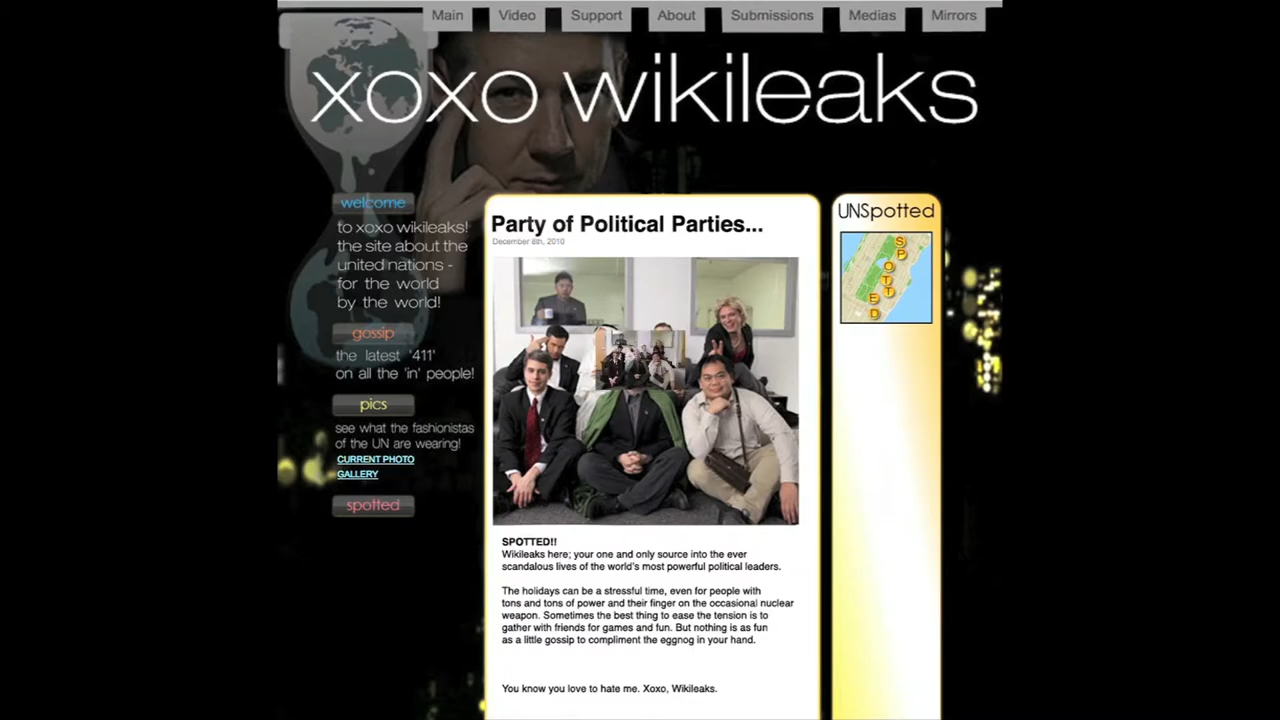 Main
Video
Support
About
Submissions
Medias
Mirrors
xoxo wikileaks
welcome
to xoxo wikileaks!
the site about the
united nations -
for the world
by the world!
gossip
the latest '411'
on all the 'in' people!
pics
see what the fashionistas
of the UN are wearing!
CURRENT PHOTO
GALLERY
spotted
Party of Political Parties...
December 8th, 2010
SPOTTED!!
Wikileaks here; your one and only source into the ever
scandalous lives of the world's most powerful political leaders.
The holidays can be a stressful time, even for people with
tons and tons of power and their finger on the occasional nuclear
weapon. Sometimes the best thing to ease the tension is to
gather with friends for games and fun. But nothing is as fun
as a little gossip to compliment the eggnog in your hand.
You know you love to hate me. Xoxo, Wikileaks.
UNSpotted
SPOTTED